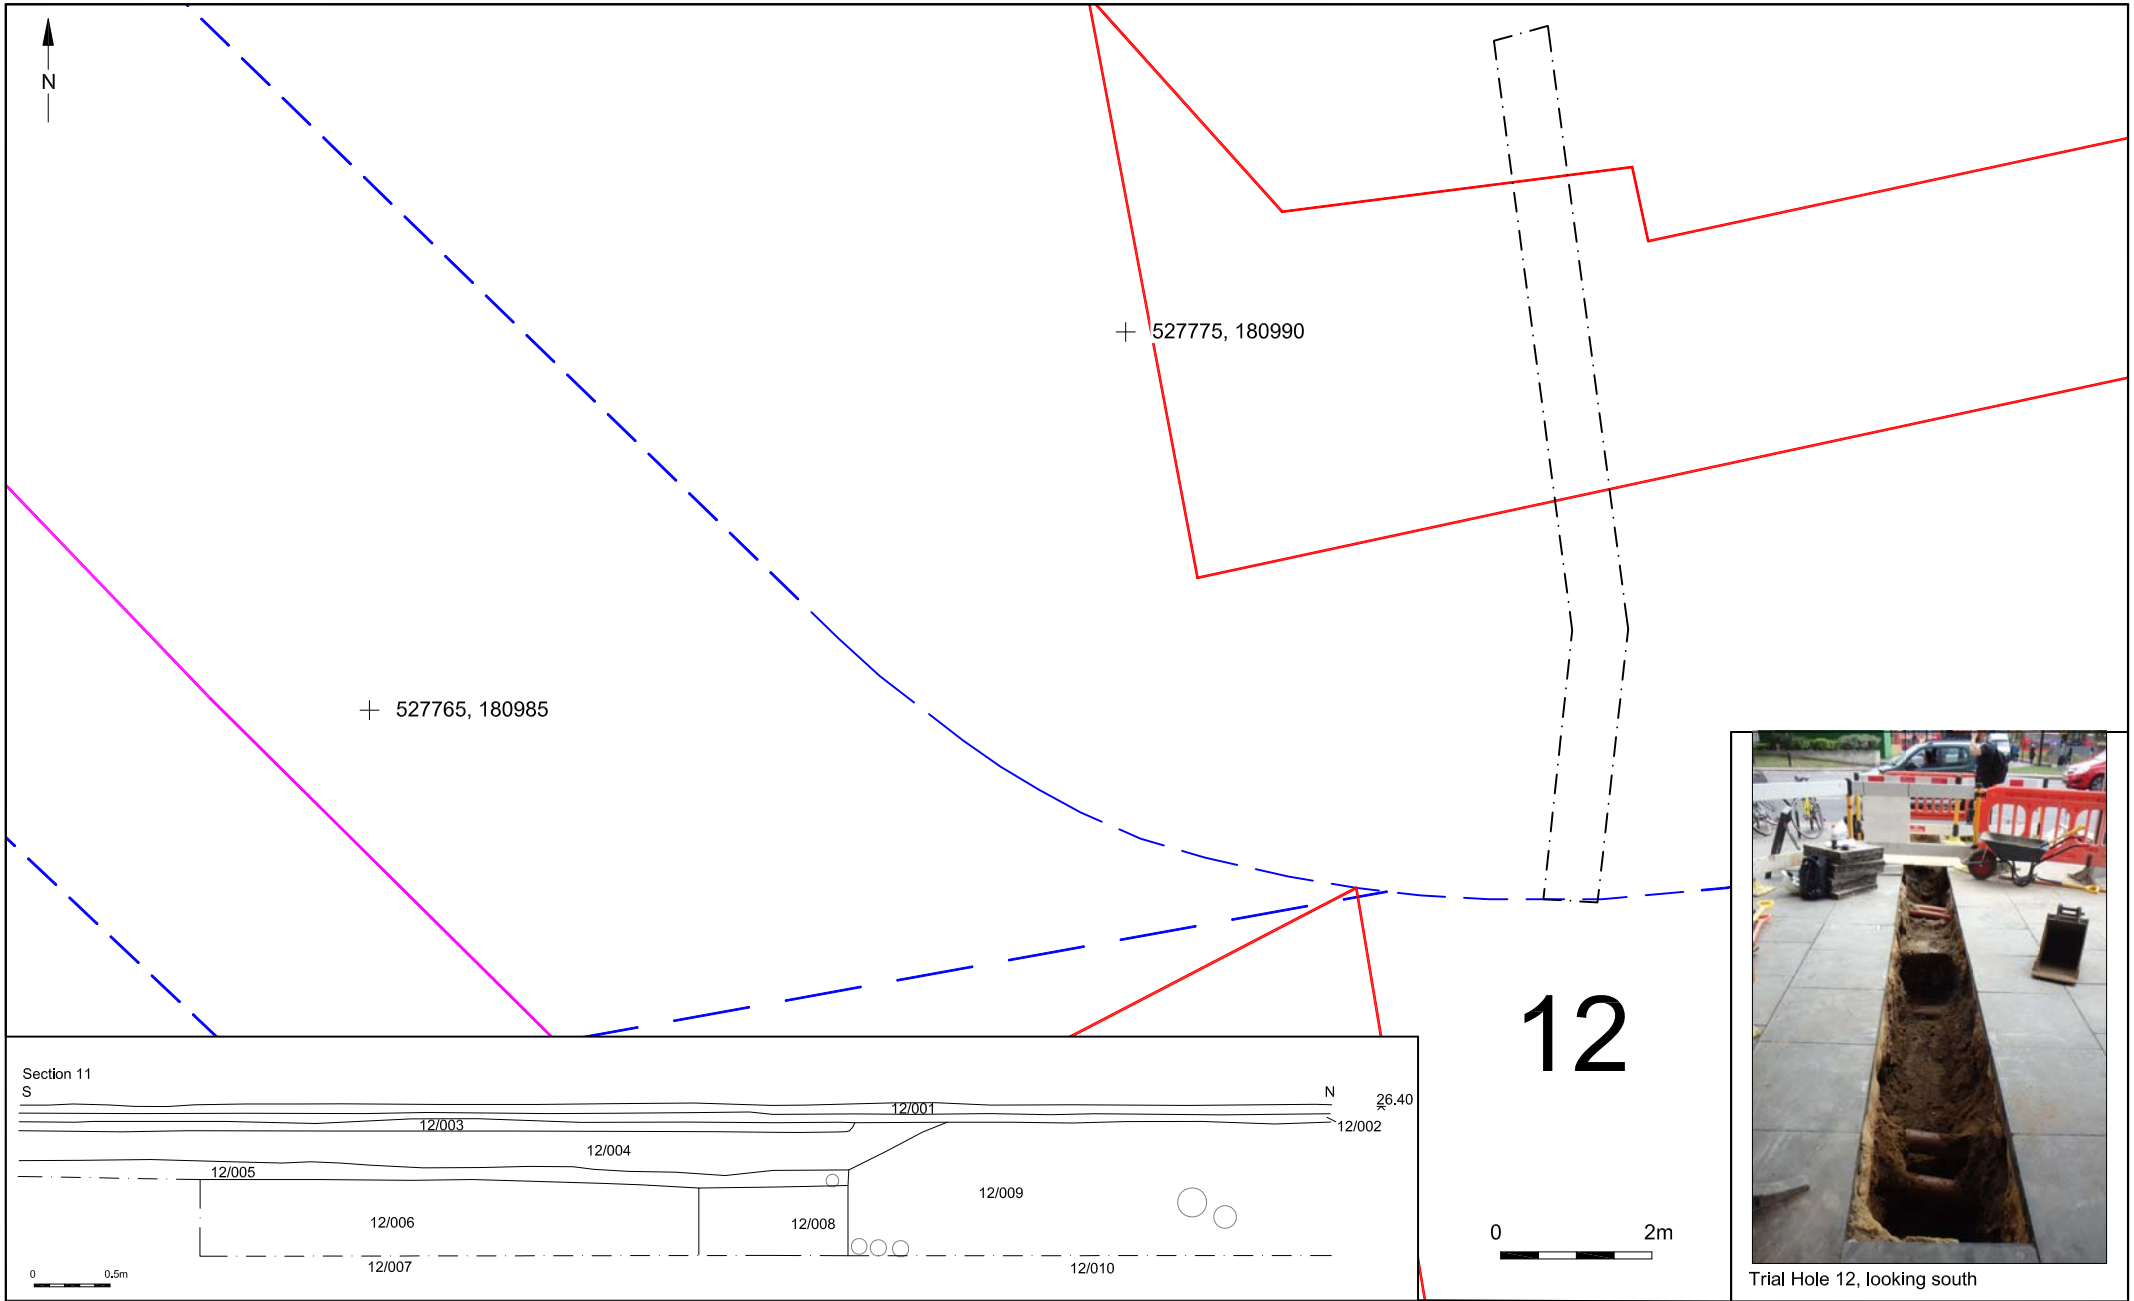 N
527775, 180990
527765, 180985
12
Section 11
S
N
26.40
12/001
12/002
12/003
12/004
12/005
12/009
12/006
12/008
12/007
12/010
0 0.5m
0 2m
Trial Hole 12, looking south